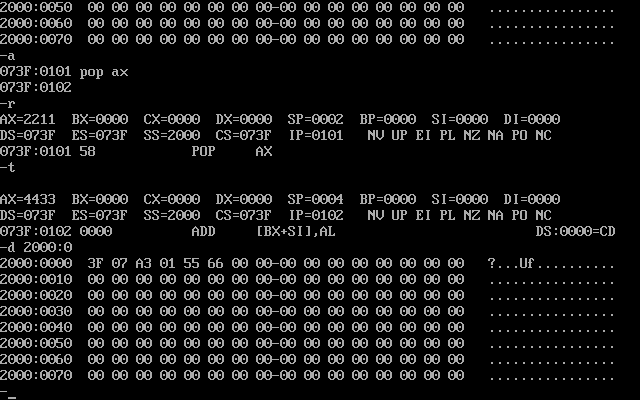 2000:0050  00 00 00 00 00 00 00 00-00 00 00 00 00 00 00 00   ................
2000:0060  00 00 00 00 00 00 00 00-00 00 00 00 00 00 00 00   ................
2000:0070  00 00 00 00 00 00 00 00-00 00 00 00 00 00 00 00   ................
-a
073F:0101 pop ax
073F:0102
-r
AX=2211  BX=0000  CX=0000  DX=0000  SP=0002  BP=0000  SI=0000  DI=0000
DS=073F  ES=073F  SS=2000  CS=073F  IP=0101   NV UP EI PL NZ NA PO NC
073F:0101 58            POP     AX
-t
AX=4433  BX=0000  CX=0000  DX=0000  SP=0004  BP=0000  SI=0000  DI=0000
DS=073F  ES=073F  SS=2000  CS=073F  IP=0102   NV UP EI PL NZ NA PO NC
073F:0102 0000          ADD     [BX+SI],AL                         DS:0000=CD
-d 2000:0
2000:0000  3F 07 A3 01 55 66 00 00-00 00 00 00 00 00 00 00   ?...Uf..........
2000:0010  00 00 00 00 00 00 00 00-00 00 00 00 00 00 00 00   ................
2000:0020  00 00 00 00 00 00 00 00-00 00 00 00 00 00 00 00   ................
2000:0030  00 00 00 00 00 00 00 00-00 00 00 00 00 00 00 00   ................
2000:0040  00 00 00 00 00 00 00 00-00 00 00 00 00 00 00 00   ................
2000:0050  00 00 00 00 00 00 00 00-00 00 00 00 00 00 00 00   ................
2000:0060  00 00 00 00 00 00 00 00-00 00 00 00 00 00 00 00   ................
2000:0070  00 00 00 00 00 00 00 00-00 00 00 00 00 00 00 00   ................
-_